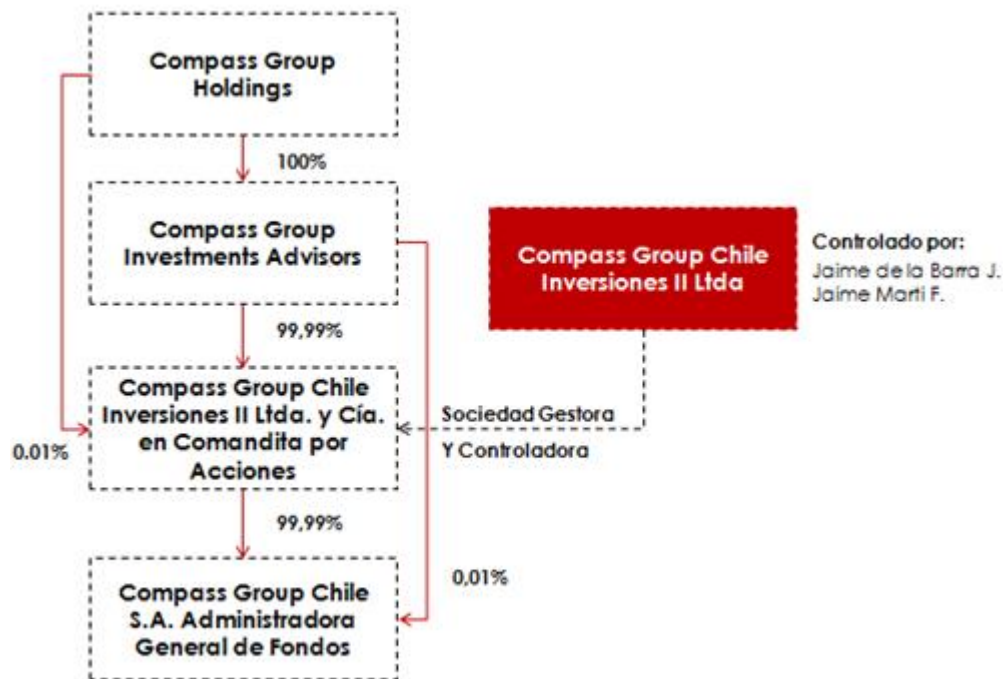 Compass Group
Holdings
100%
Compass Group
Investments Advisors
Compass Group Chile
Inversiones II Ltda
Controlado por:
Jaime de la Barra J.
Jaime Marti F.
99,99%
Compass Group Chile
Inversiones II Ltda. y Cía.
en Comandita por
Acciones
Sociedad Gestora
Y Controladora
0.01%
99,99%
0,01%
Compass Group Chile
S.A. Administradora
General de Fondos